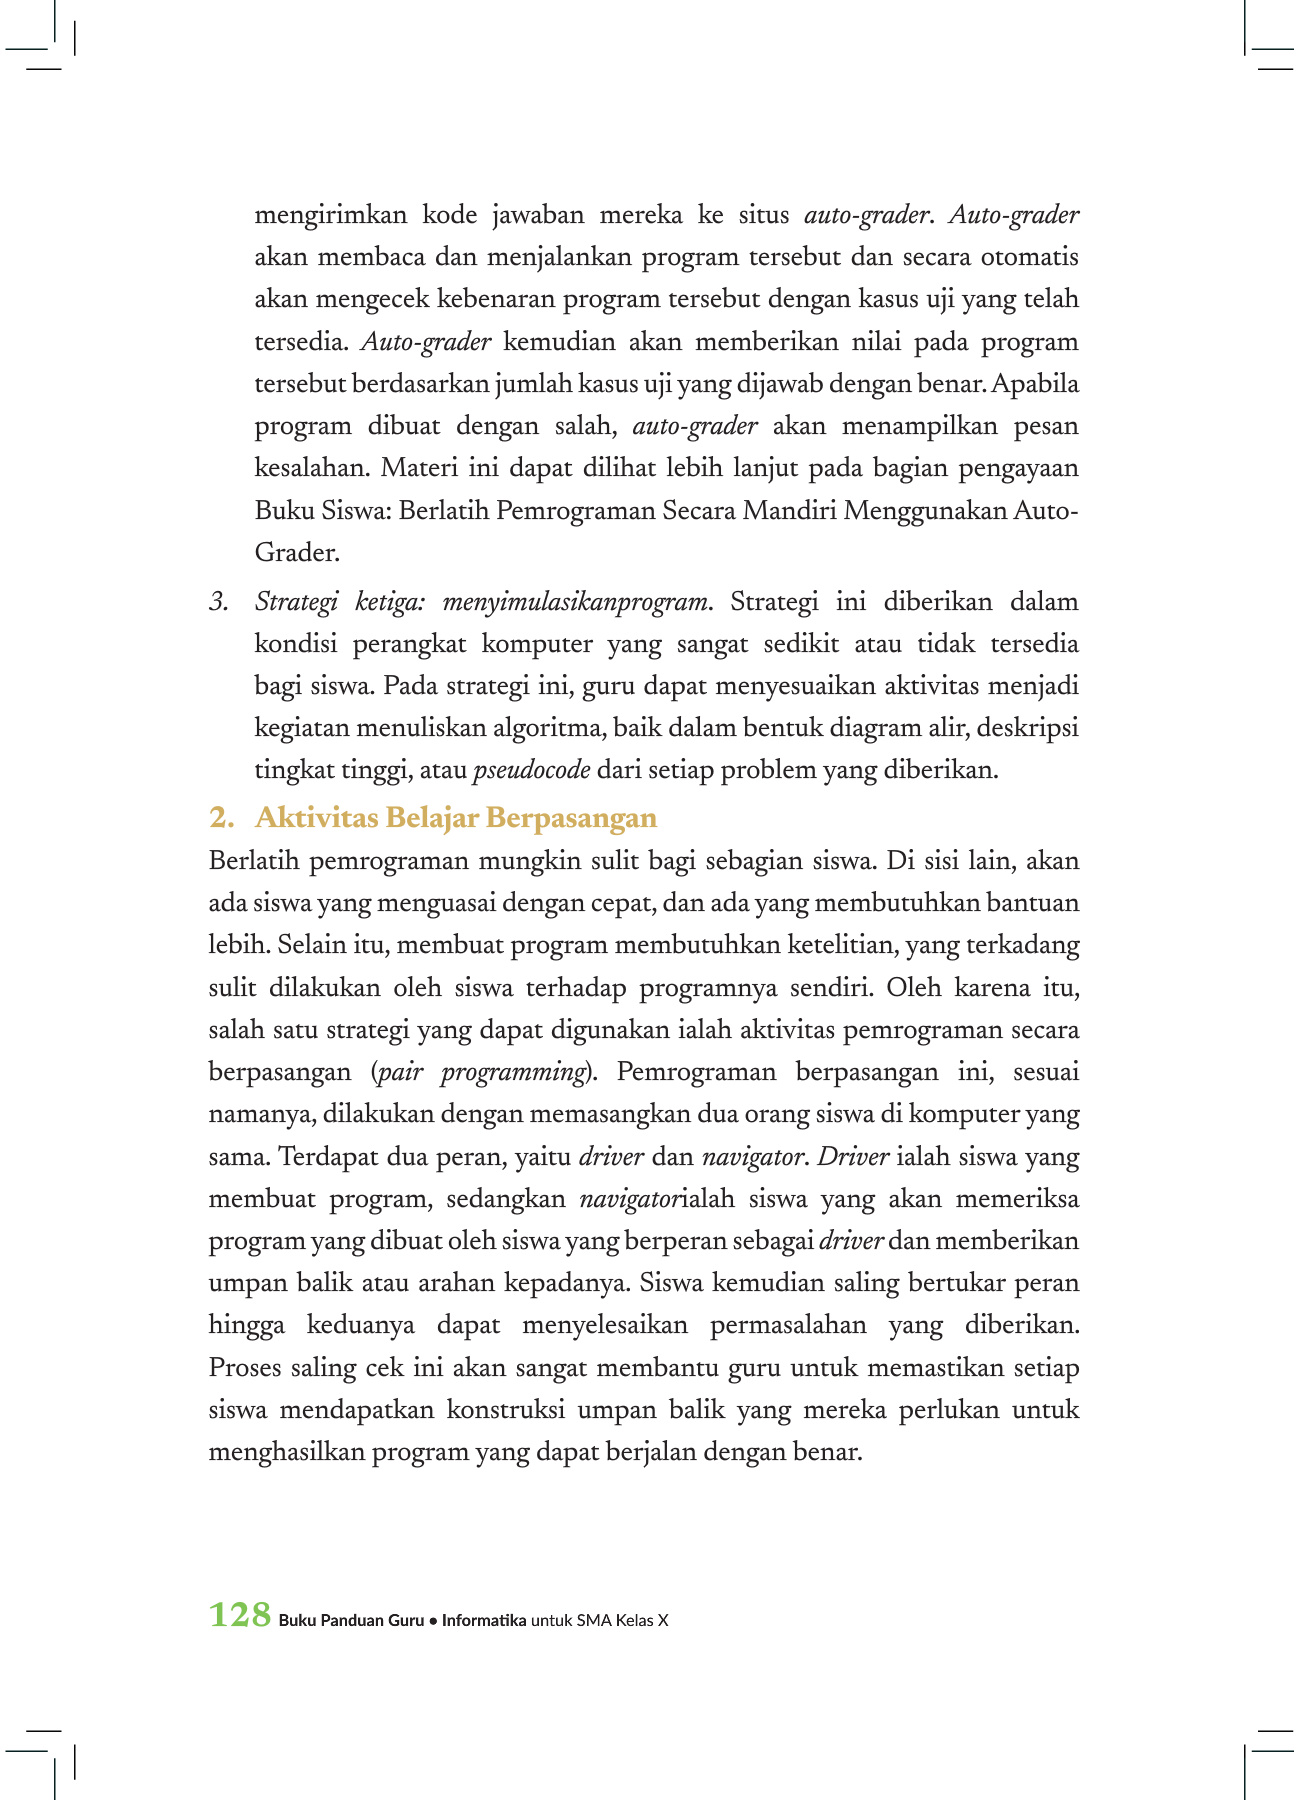 mengirimkan kode jawaban mereka ke situs auto-grader. Auto-grader
akan membaca dan menjalankan program tersebut dan secara otomatis
akan mengecek kebenaran program tersebut dengan kasus uji yang telah
tersedia. Auto-grader kemudian akan memberikan nilai pada program
tersebut berdasarkan jumlah kasus uji yang dijawab dengan benar. Apabila
program dibuat dengan salah, auto-grader akan menampilkan pesan
kesalahan. Materi ini dapat dilihat lebih lanjut pada bagian pengayaan
Buku Siswa: Berlatih Pemrograman Secara Mandiri Menggunakan Auto-
Grader.
3. Strategi ketiga: menyimulasikanprogram. Strategi ini diberikan dalam
kondisi perangkat komputer yang sangat sedikit atau tidak tersedia
bagi siswa. Pada strategi ini, guru dapat menyesuaikan aktivitas menjadi
kegiatan menuliskan algoritma, baik dalam bentuk diagram alir, deskripsi
tingkat tinggi, atau pseudocode dari setiap problem yang diberikan.
2. Aktivitas Belajar Berpasangan
Berlatih pemrograman mungkin sulit bagi sebagian siswa. Di sisi lain, akan
ada siswa yang menguasai dengan cepat, dan ada yang membutuhkan bantuan
lebih. Selain itu, membuat program membutuhkan ketelitian, yang terkadang
sulit dilakukan oleh siswa terhadap programnya sendiri. Oleh karena itu,
salah satu strategi yang dapat digunakan ialah aktivitas pemrograman secara
berpasangan (pair programming). Pemrograman berpasangan ini, sesuai
namanya, dilakukan dengan memasangkan dua orang siswa di komputer yang
sama. Terdapat dua peran, yaitu driver dan navigator. Driver ialah siswa yang
membuat program, sedangkan navigatorialah siswa yang akan memeriksa
program yang dibuat oleh siswa yang berperan sebagai driver dan memberikan
umpan balik atau arahan kepadanya. Siswa kemudian saling bertukar peran
hingga keduanya dapat menyelesaikan permasalahan yang diberikan.
Proses saling cek ini akan sangat membantu guru untuk memastikan setiap
siswa mendapatkan konstruksi umpan balik yang mereka perlukan untuk
menghasilkan program yang dapat berjalan dengan benar.
128 Buku Panduan Guru • Informatika untuk SMA Kelas X